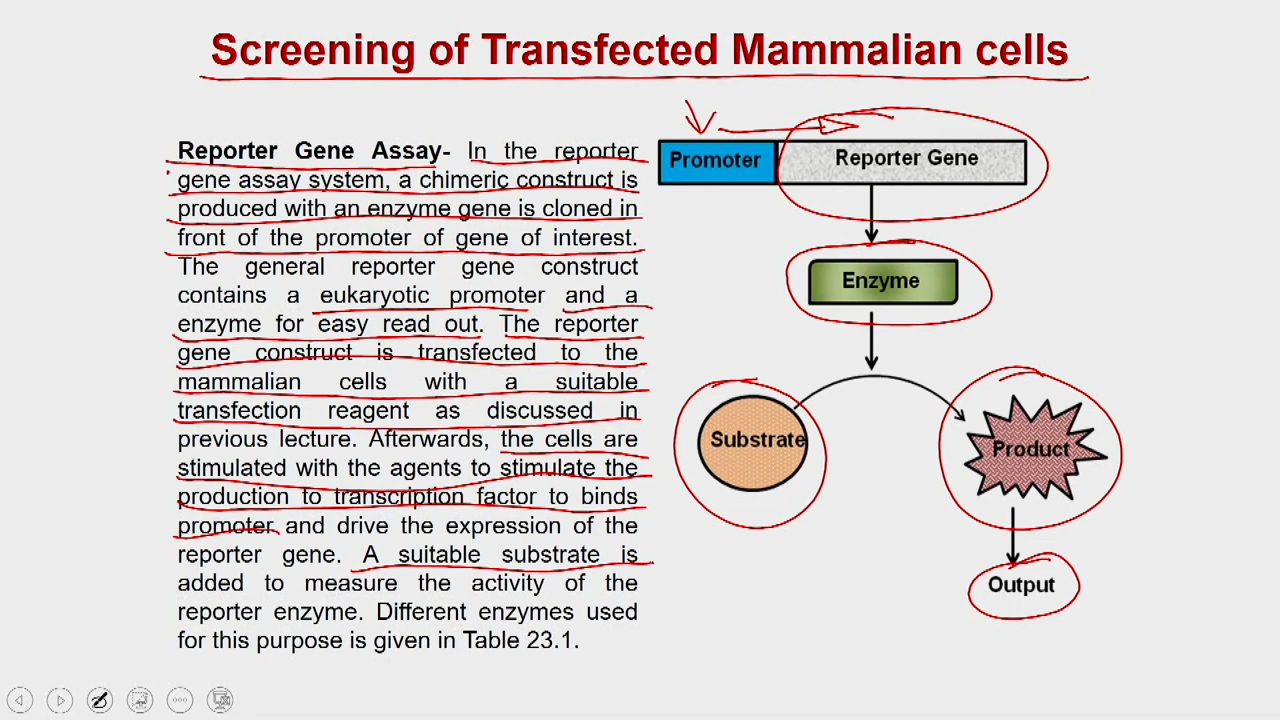 Screening of Transfected Mammalian cells
Reporter Gene Assay- In the reporter
gene assay system, a chimeric construct is
produced with an enzyme gene is cloned in
front of the promoter of gene of interest.
The general reporter gene construct
contains a eukaryotic promoter and a
enzyme for easy read out. The reporter
gene construct is transfected to the
mammalian cells with a suitable
transfection reagent as discussed in
previous lecture. Afterwards, the cells are
stimulated with the agents to stimulate the
production to transcription factor to binds
promoter and drive the expression of the
reporter gene. A suitable substrate is
added to measure the activity of the
reporter enzyme. Different enzymes used
for this purpose is given in Table 23.1.
Promoter
Reporter Gene
Enzyme
Substrate
Product
Output